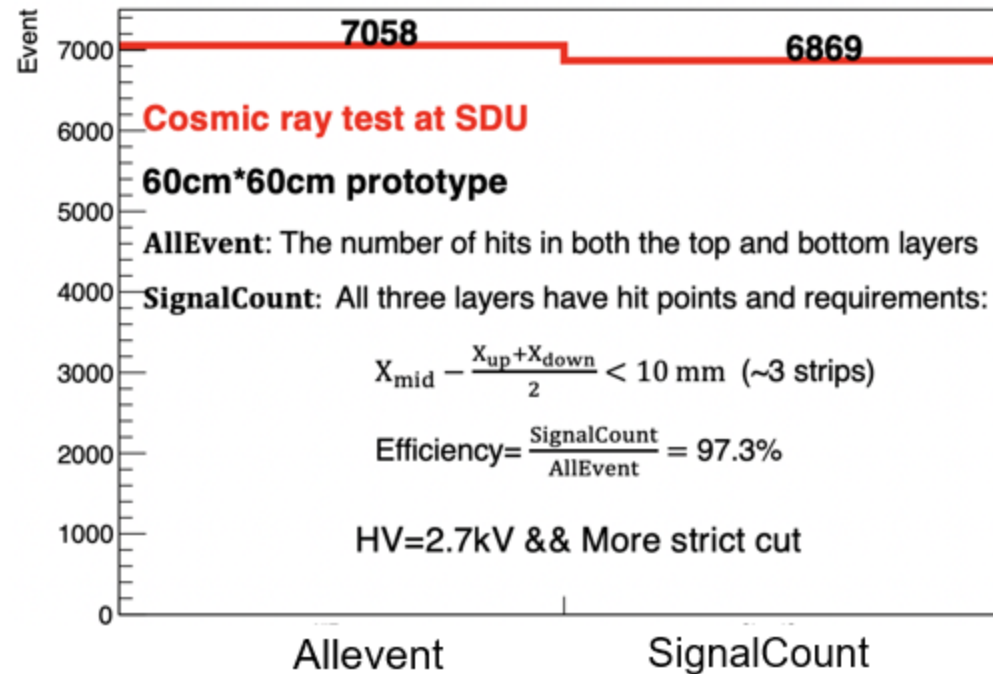 Event
7058
6869
7000
6000
5000
4000
3000
2000
1000
0
Cosmic ray test at SDU
60cm*60cm prototype
AllEvent: The number of hits in both the top and bottom layers
SignalCount: All three layers have hit points and requirements:
X_mid − (X_up+X_down)/2 < 10 mm (~3 strips)
Efficiency= SignalCount/AllEvent = 97.3%
HV=2.7kV && More strict cut
Allevent
SignalCount